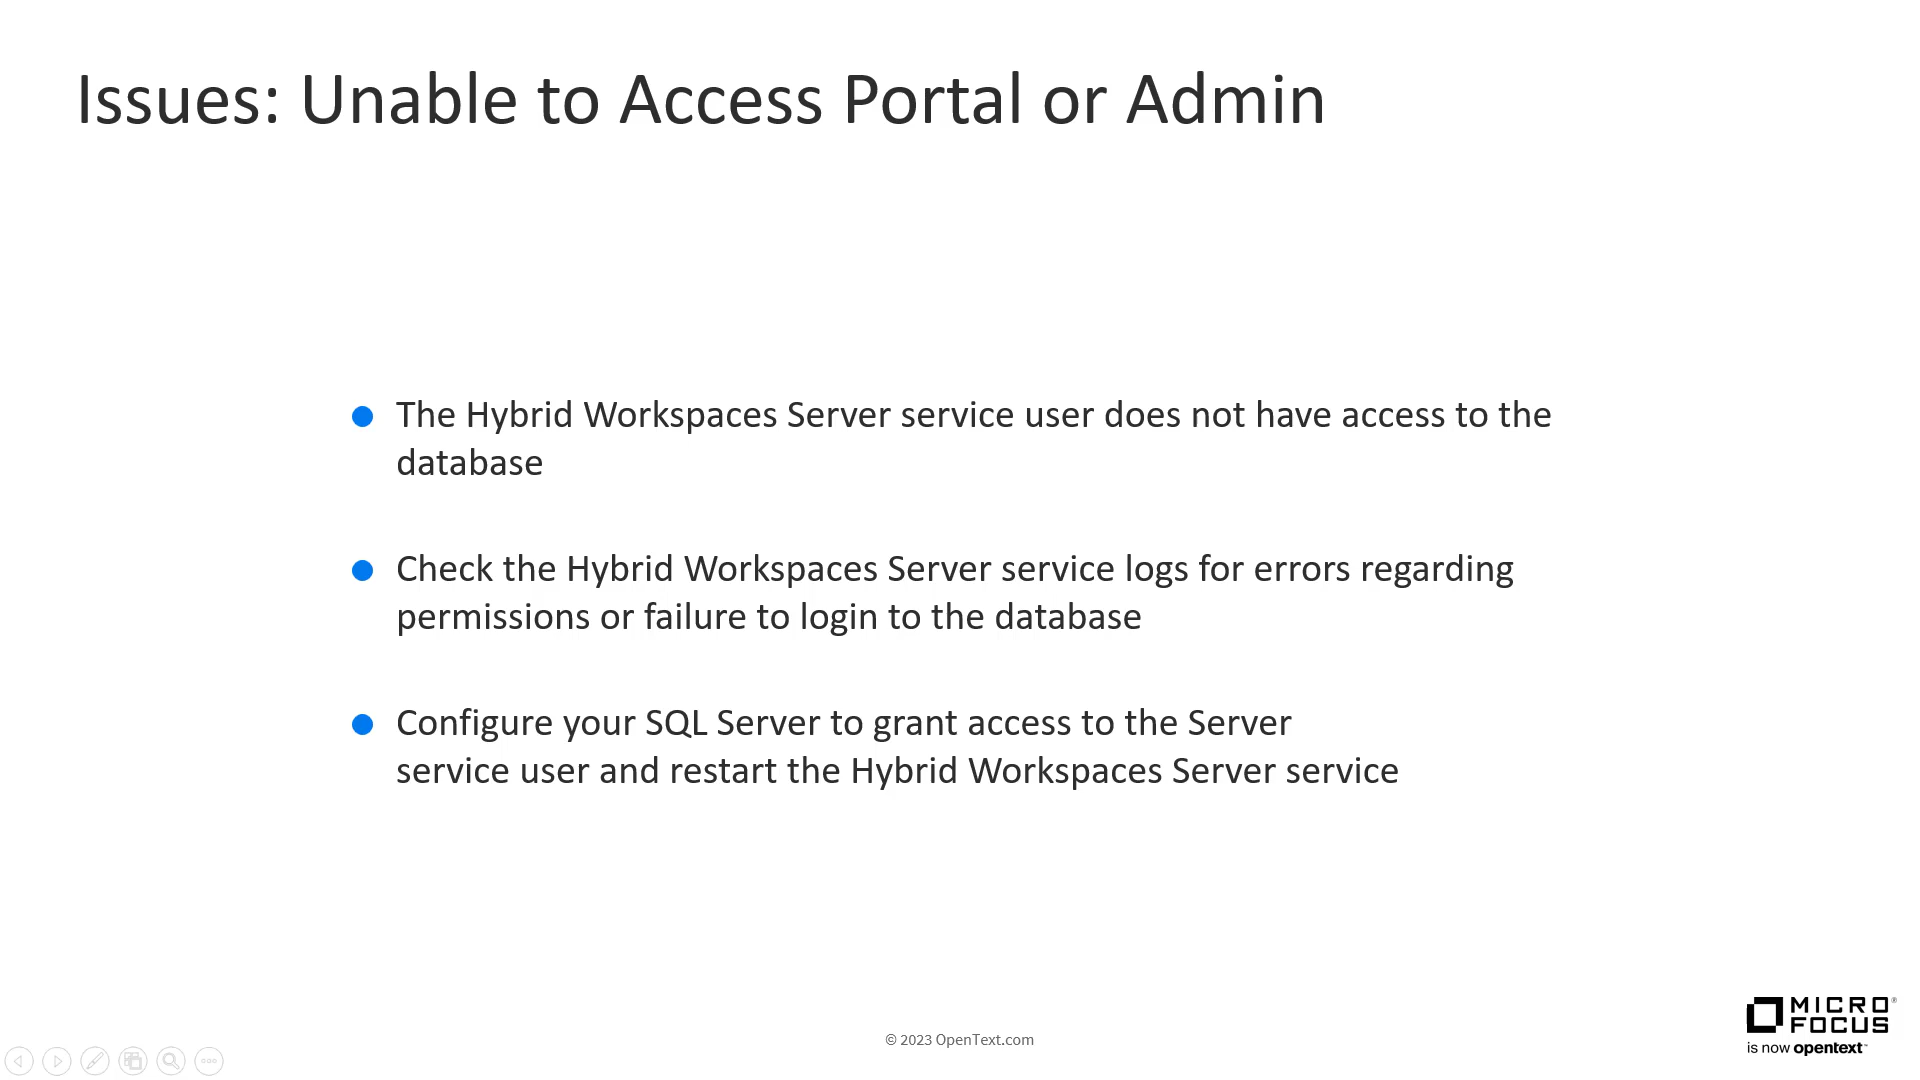 Issues: Unable to Access Portal or Admin
The Hybrid Workspaces Server service user does not have access to the
database
Check the Hybrid Workspaces Server service logs for errors regarding
permissions or failure to login to the database
Configure your SQL Server to grant access to the Server
service user and restart the Hybrid Workspaces Server service
© 2023 OpenText.com
MICRO®
FOCUS
is now opentext™